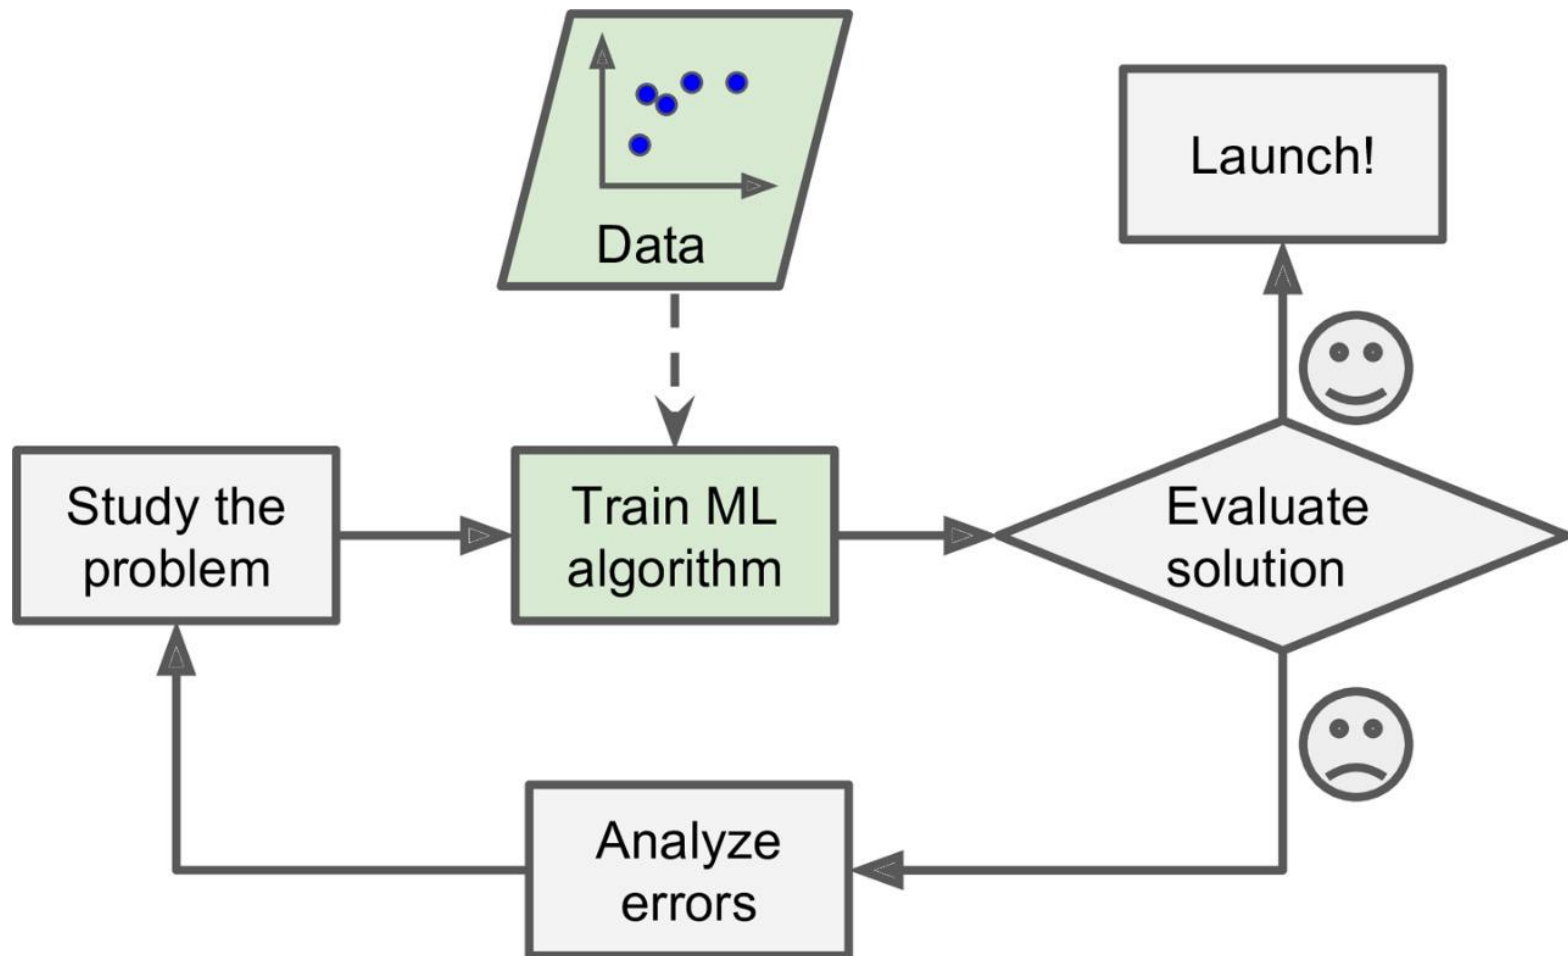 Data
Launch!
Study the
problem
Train ML
algorithm
Evaluate
solution
Analyze
errors